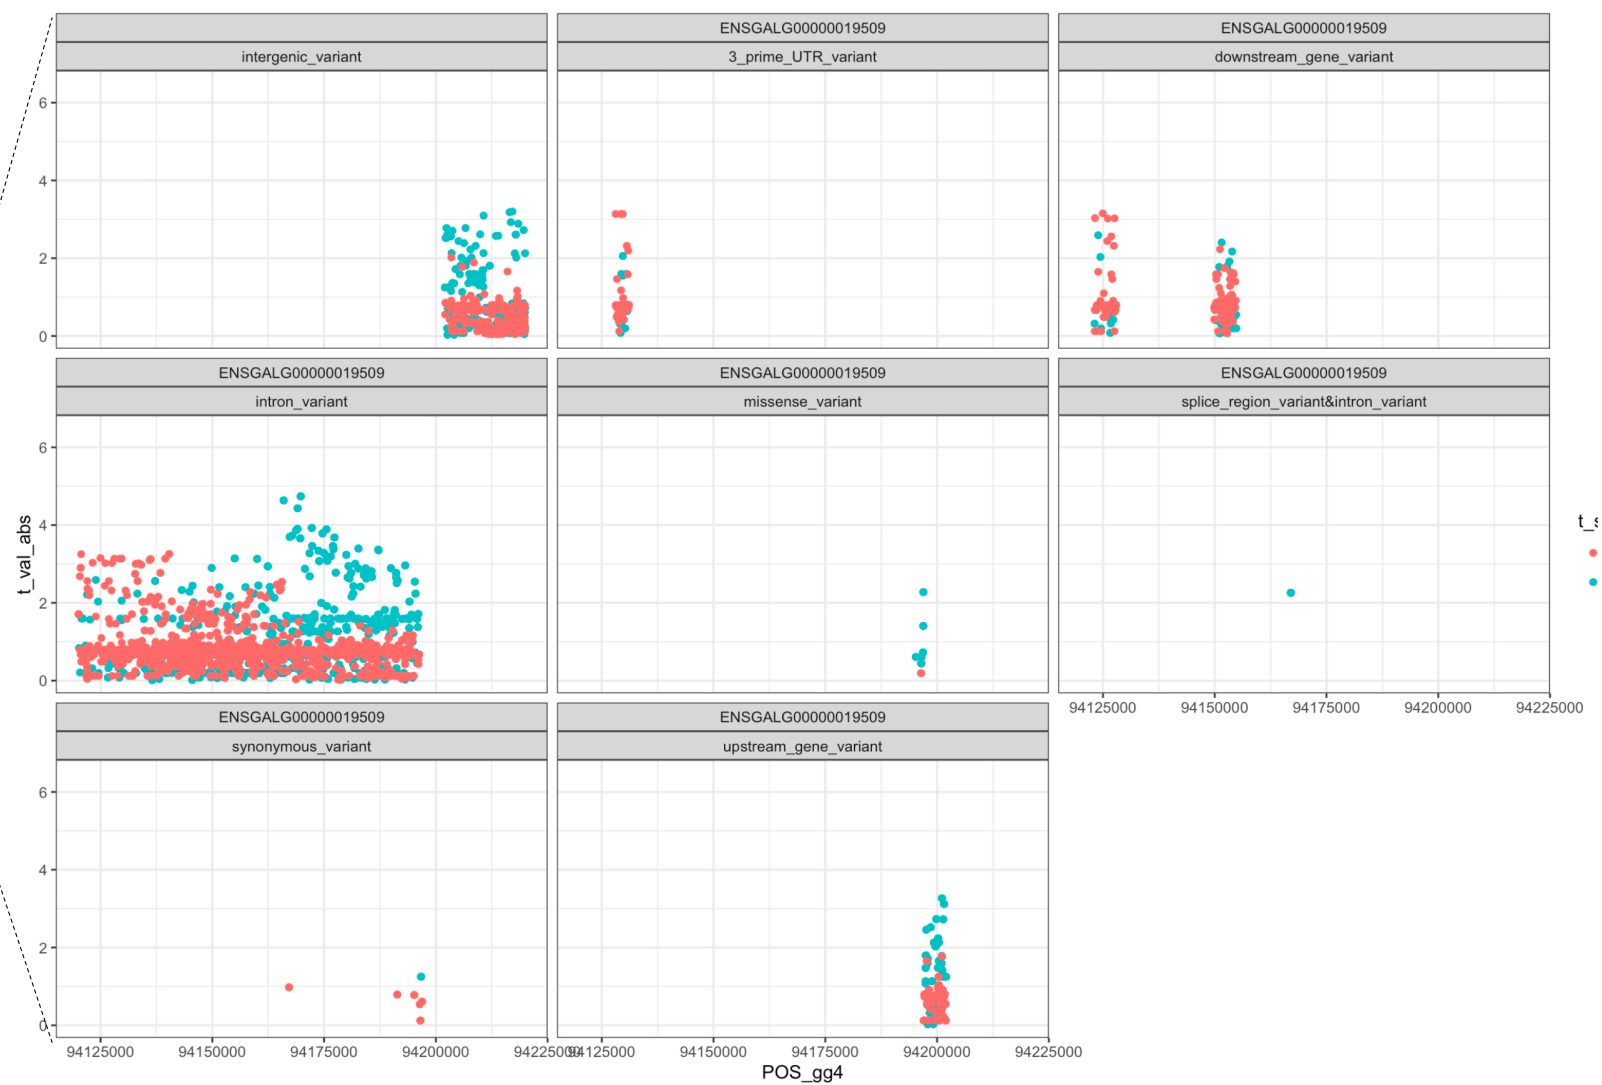 ENSGALG00000019509
ENSGALG00000019509
intergenic_variant
3_prime_UTR_variant
downstream_gene_variant
6
4
2
0
ENSGALG00000019509
ENSGALG00000019509
ENSGALG00000019509
intron_variant
missense_variant
splice_region_variant&intron_variant
6
4
2
0
t_val_abs
t_s
94125000
94150000
94175000
94200000
94225000
ENSGALG00000019509
ENSGALG00000019509
synonymous_variant
upstream_gene_variant
6
4
2
0
94125000
94150000
94175000
94200000
94225000
94125000
94150000
94175000
94200000
94225000
POS_gg4